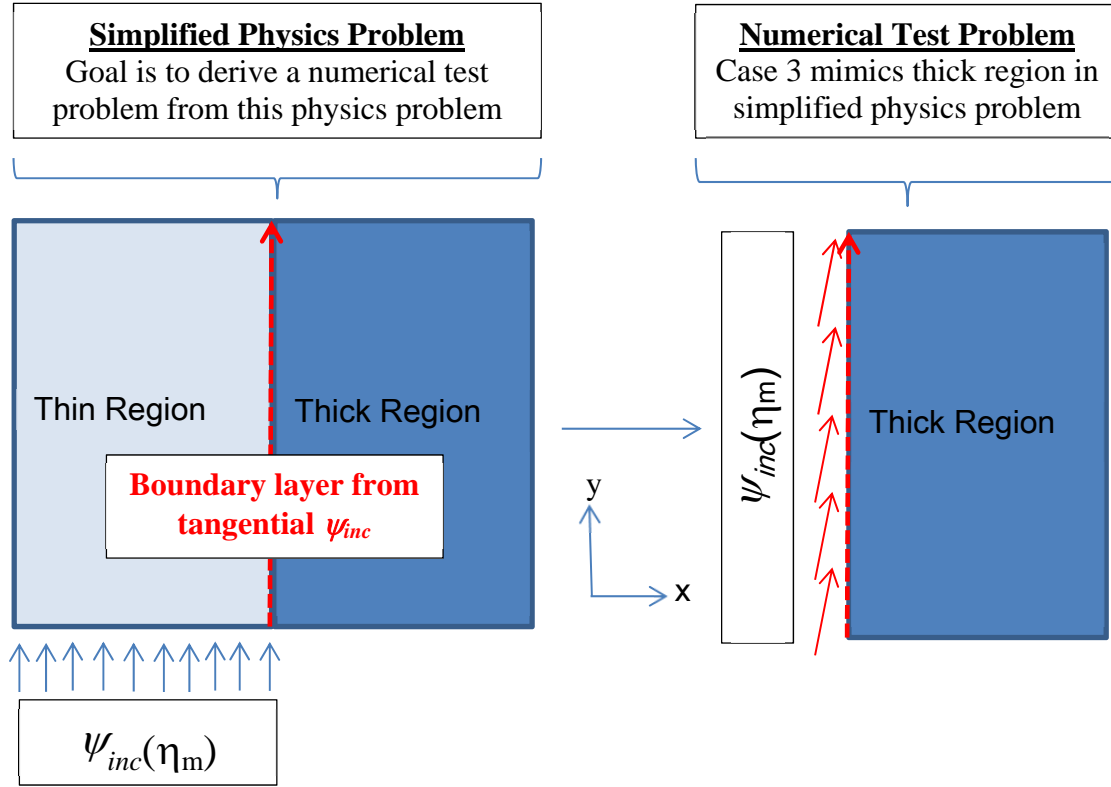 Simplified Physics Problem
Goal is to derive a numerical test
problem from this physics problem
Numerical Test Problem
Case 3 mimics thick region in
simplified physics problem
Thin Region
Thick Region
Boundary layer from
tangential ψinc
ψinc(ηm)
y
x
ψinc(ηm)
Thick Region